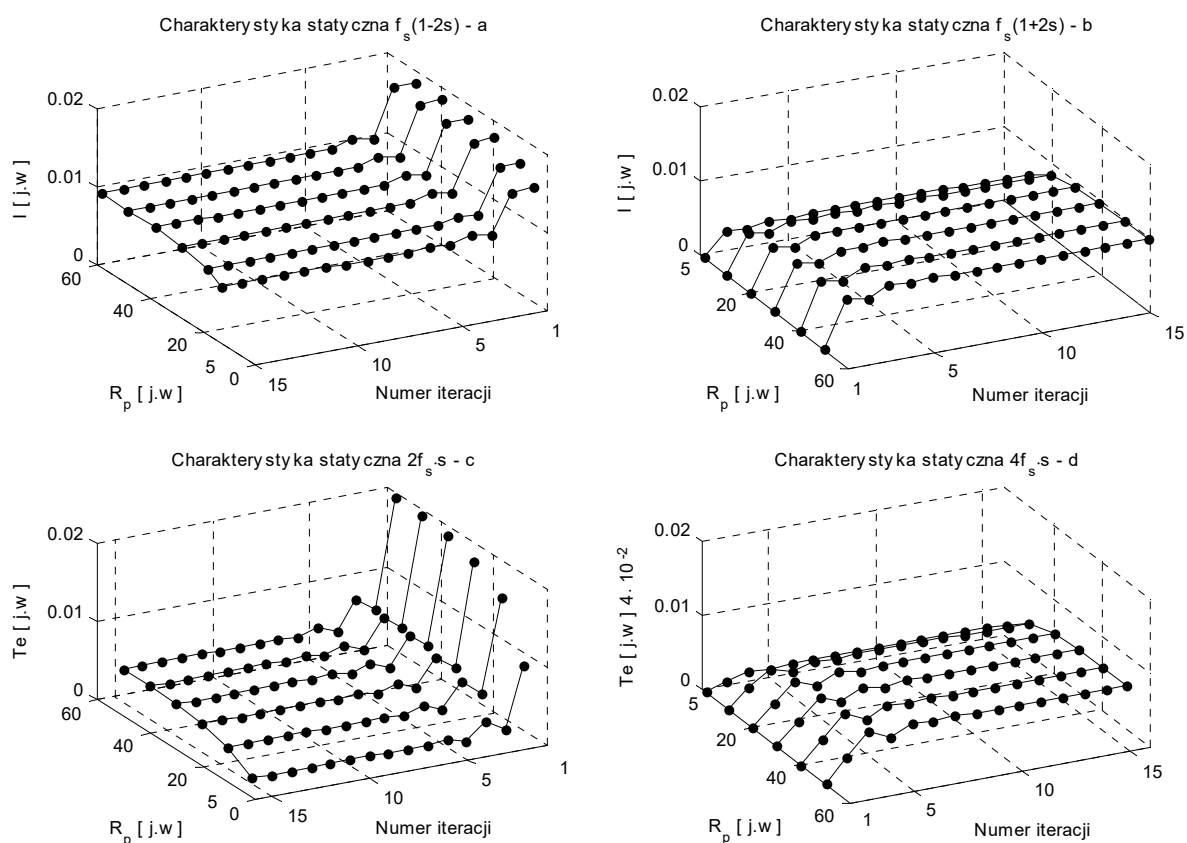 Charakterystyka statyczna f_s(1-2s) - a
0.02
0.01
0
I [ j.w ]
60
40
20
5
0
R_p [ j.w ]
15
10
5
1
Numer iteracji
Charakterystyka statyczna f_s(1+2s) - b
0.02
0.01
0
I [ j.w ]
5
20
40
60
R_p [ j.w ]
1
5
10
15
Numer iteracji
Charakterystyka statyczna 2f_s.s - c
0.02
0.01
0
Te [ j.w ]
60
40
20
5
0
R_p [ j.w ]
15
10
5
1
Numer iteracji
Charakterystyka statyczna 4f_s.s - d
0.02
0.01
0
Te [ j.w ] 4. 10^-2
5
20
40
60
R_p [ j.w ]
1
5
10
15
Numer iteracji